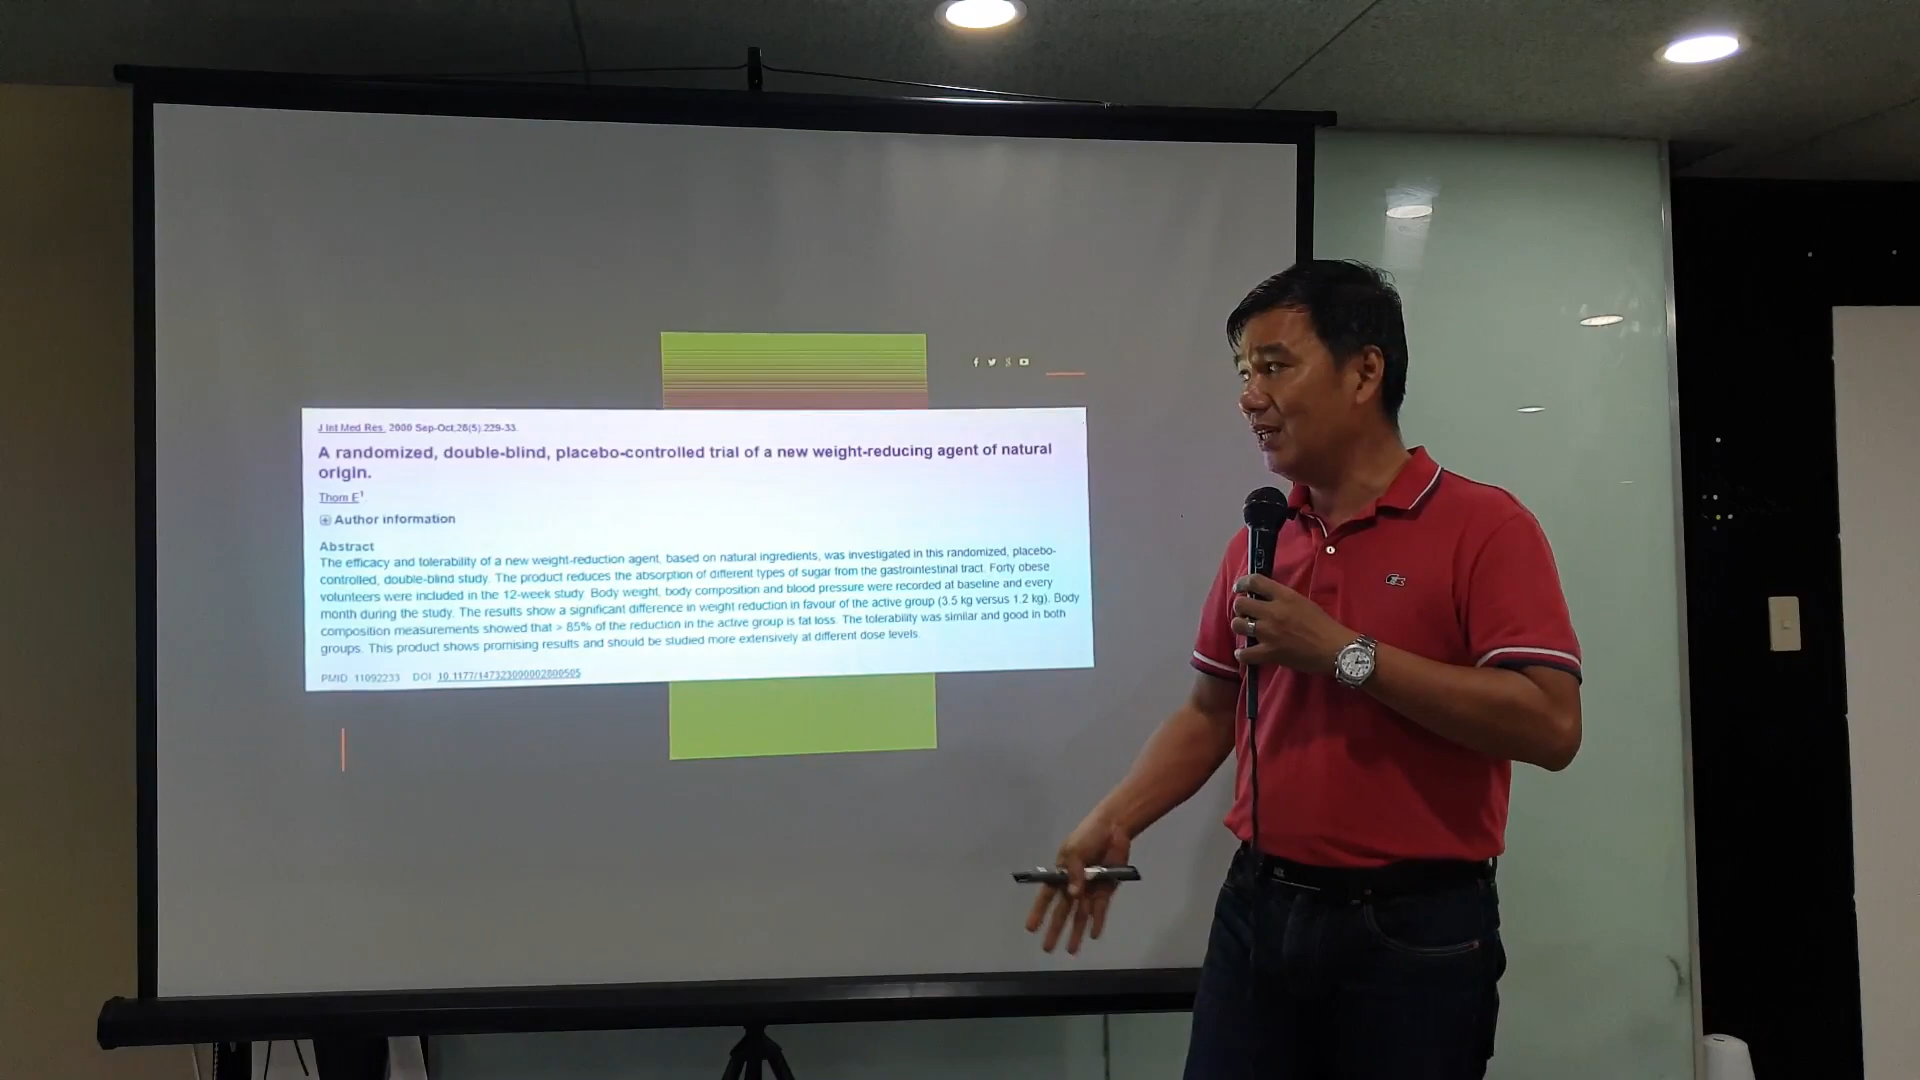 J Int Med Res. 2000 Sep-Oct;28(5):229-33.
A randomized, double-blind, placebo-controlled trial of a new weight-reducing agent of natural
origin.
Thom E1
Author information
Abstract
The efficacy and tolerability of a new weight-reduction agent, based on natural ingredients, was investigated in this randomized, placebo-
controlled, double-blind study. The product reduces the absorption of different types of sugar from the gastrointestinal tract. Forty obese
volunteers were included in the 12-week study. Body weight, body composition and blood pressure were recorded at baseline and every
month during the study. The results show a significant difference in weight reduction in favour of the active group (3.5 kg versus 1.2 kg). Body
composition measurements showed that > 85% of the reduction in the active group is fat loss. The tolerability was similar and good in both
groups. This product shows promising results and should be studied more extensively at different dose levels.
PMID: 11092233 DOI: 10.1177/147323000002800505